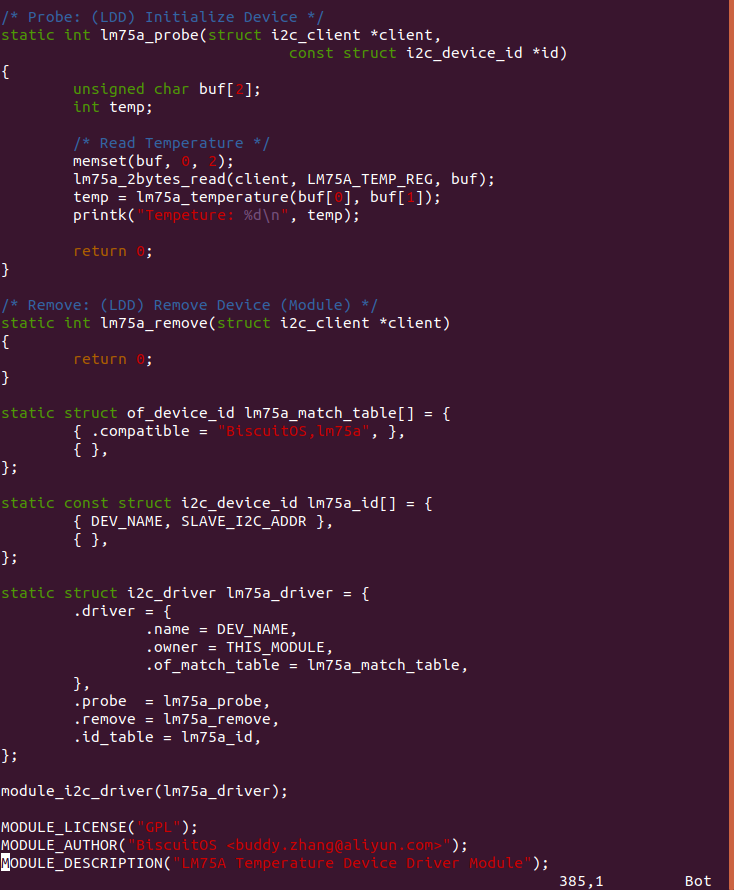 /* Probe: (LDD) Initialize Device */
static int lm75a_probe(struct i2c_client *client,
                                const struct i2c_device_id *id)
{
        unsigned char buf[2];
        int temp;

        /* Read Temperature */
        memset(buf, 0, 2);
        lm75a_2bytes_read(client, LM75A_TEMP_REG, buf);
        temp = lm75a_temperature(buf[0], buf[1]);
        printk("Tempeture: %d\n", temp);

        return 0;
}

/* Remove: (LDD) Remove Device (Module) */
static int lm75a_remove(struct i2c_client *client)
{
        return 0;
}

static struct of_device_id lm75a_match_table[] = {
        { .compatible = "BiscuitOS,lm75a", },
        { },
};

static const struct i2c_device_id lm75a_id[] = {
        { DEV_NAME, SLAVE_I2C_ADDR },
        { },
};

static struct i2c_driver lm75a_driver = {
        .driver = {
                .name = DEV_NAME,
                .owner = THIS_MODULE,
                .of_match_table = lm75a_match_table,
        },
        .probe  = lm75a_probe,
        .remove = lm75a_remove,
        .id_table = lm75a_id,
};

module_i2c_driver(lm75a_driver);

MODULE_LICENSE("GPL");
MODULE_AUTHOR("BiscuitOS <buddy.zhang@aliyun.com>");
MODULE_DESCRIPTION("LM75A Temperature Device Driver Module");
385,1         Bot